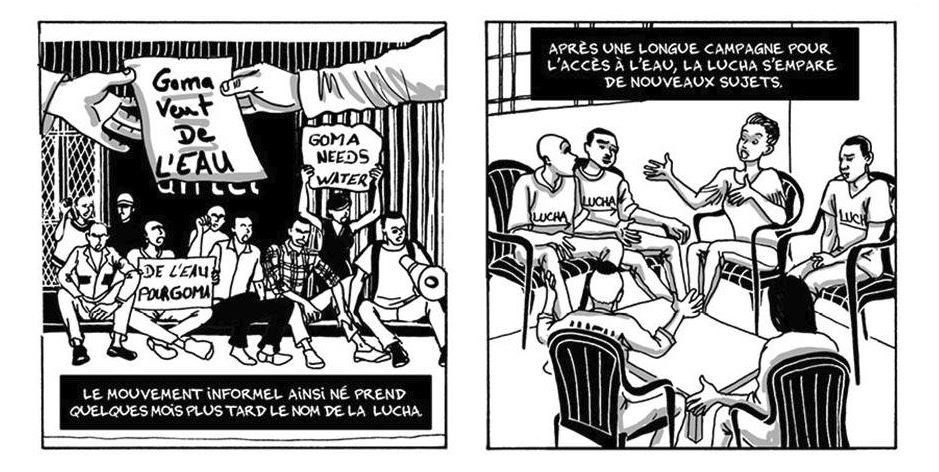 Goma
Veut
De
L'EAU
GOMA
NEEDS
WATER
DE L'EAU
POUR GOMA
LE MOUVEMENT INFORMEL AINSI NÉ PREND
QUELQUES MOIS PLUS TARD LE NOM DE LA LUCHA.
APRÈS UNE LONGUE CAMPAGNE POUR
L'ACCÈS À L'EAU, LA LUCHA S'EMPARE
DE NOUVEAUX SUJETS.
LUCHA
LUCHA
LUCH